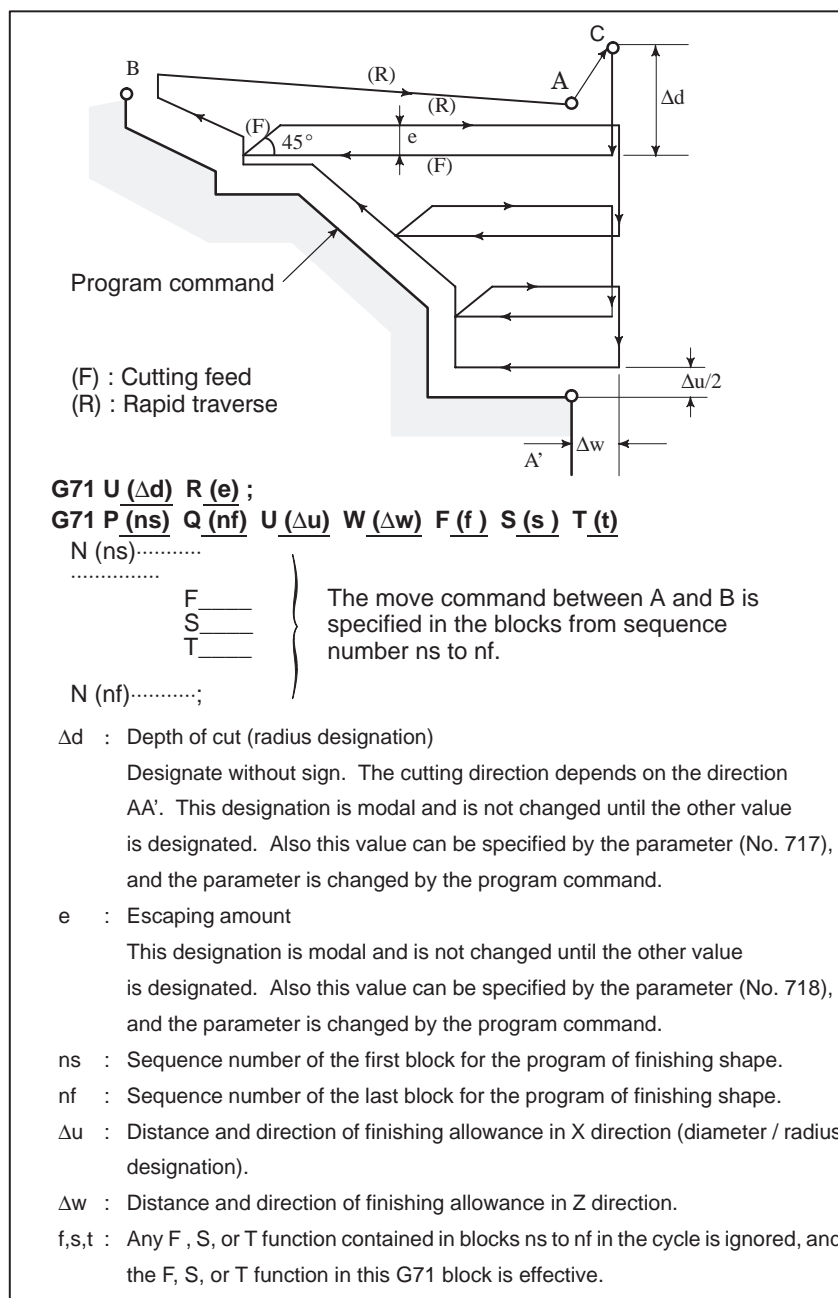 C
B
(R)
A
(R)
Δd
(F)
45°
e
(F)
Program command
(F) : Cutting feed
(R) : Rapid traverse
Δu/2
A’
Δw
G71 U (Δd) R (e) ;
G71 P (ns) Q (nf) U (Δu) W (Δw) F (f ) S (s ) T (t)
N (ns)···········
···············
F____
S____
T____
The move command between A and B is
specified in the blocks from sequence
number ns to nf.
N (nf)···········;
Δd : Depth of cut (radius designation)
Designate without sign. The cutting direction depends on the direction
AA’. This designation is modal and is not changed until the other value
is designated. Also this value can be specified by the parameter (No. 717),
and the parameter is changed by the program command.
e : Escaping amount
This designation is modal and is not changed until the other value
is designated. Also this value can be specified by the parameter (No. 718),
and the parameter is changed by the program command.
ns : Sequence number of the first block for the program of finishing shape.
nf : Sequence number of the last block for the program of finishing shape.
Δu : Distance and direction of finishing allowance in X direction (diameter / radius
designation).
Δw : Distance and direction of finishing allowance in Z direction.
f,s,t : Any F , S, or T function contained in blocks ns to nf in the cycle is ignored, and
the F, S, or T function in this G71 block is effective.